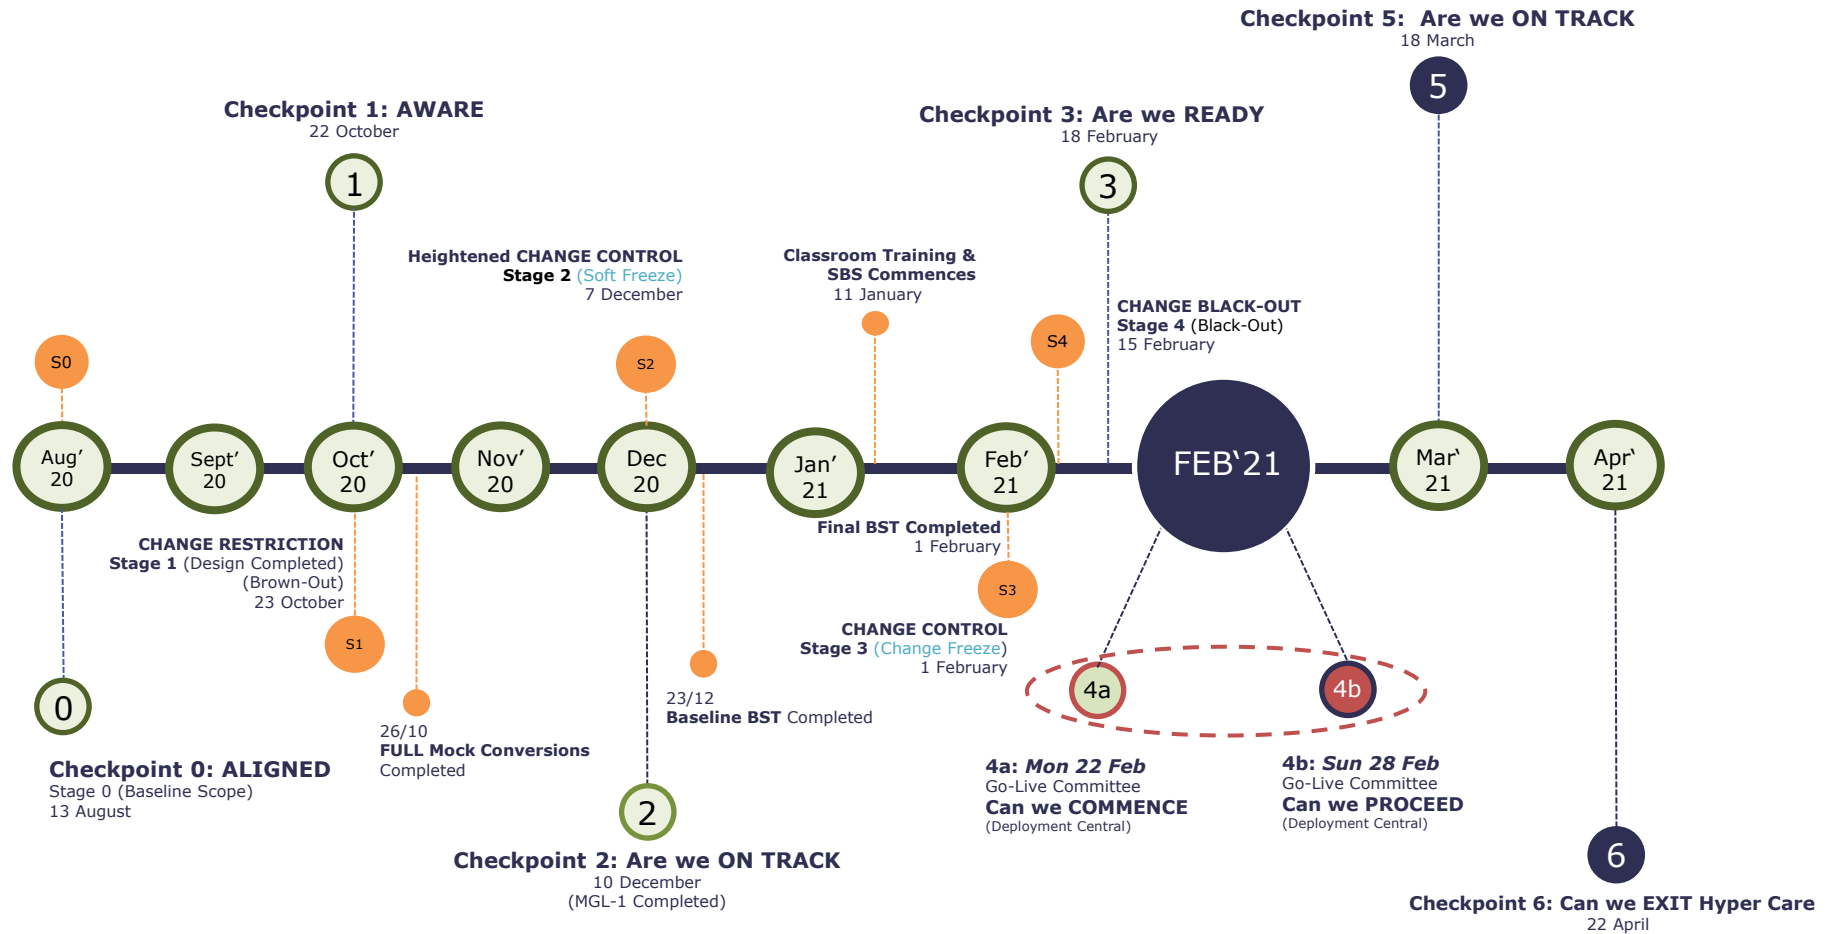 Checkpoint 5:  Are we ON TRACK
18 March
5
Checkpoint 1: AWARE
22 October
1
Checkpoint 3: Are we READY
18 February
3
Heightened CHANGE CONTROL
Stage 2 (Soft Freeze)
7 December
Classroom Training &
SBS Commences
11 January
CHANGE BLACK-OUT
Stage 4 (Black-Out)
15 February
S0
S2
S4
Aug’
20
Sept’
20
Oct’
20
Nov’
20
Dec
20
Jan’
21
Feb’
21
FEB‘21
Mar‘
21
Apr‘
21
CHANGE RESTRICTION
Stage 1 (Design Completed)
(Brown-Out)
23 October
S1
Final BST Completed
1 February
S3
CHANGE CONTROL
Stage 3 (Change Freeze)
1 February
0
Checkpoint 0: ALIGNED
Stage 0 (Baseline Scope)
13 August
26/10
FULL Mock Conversions
Completed
23/12
Baseline BST Completed
2
Checkpoint 2: Are we ON TRACK
10 December
(MGL-1 Completed)
4a
4b
4a: Mon 22 Feb
Go-Live Committee
Can we COMMENCE
(Deployment Central)
4b: Sun 28 Feb
Go-Live Committee
Can we PROCEED
(Deployment Central)
6
Checkpoint 6: Can we EXIT Hyper Care
22 April